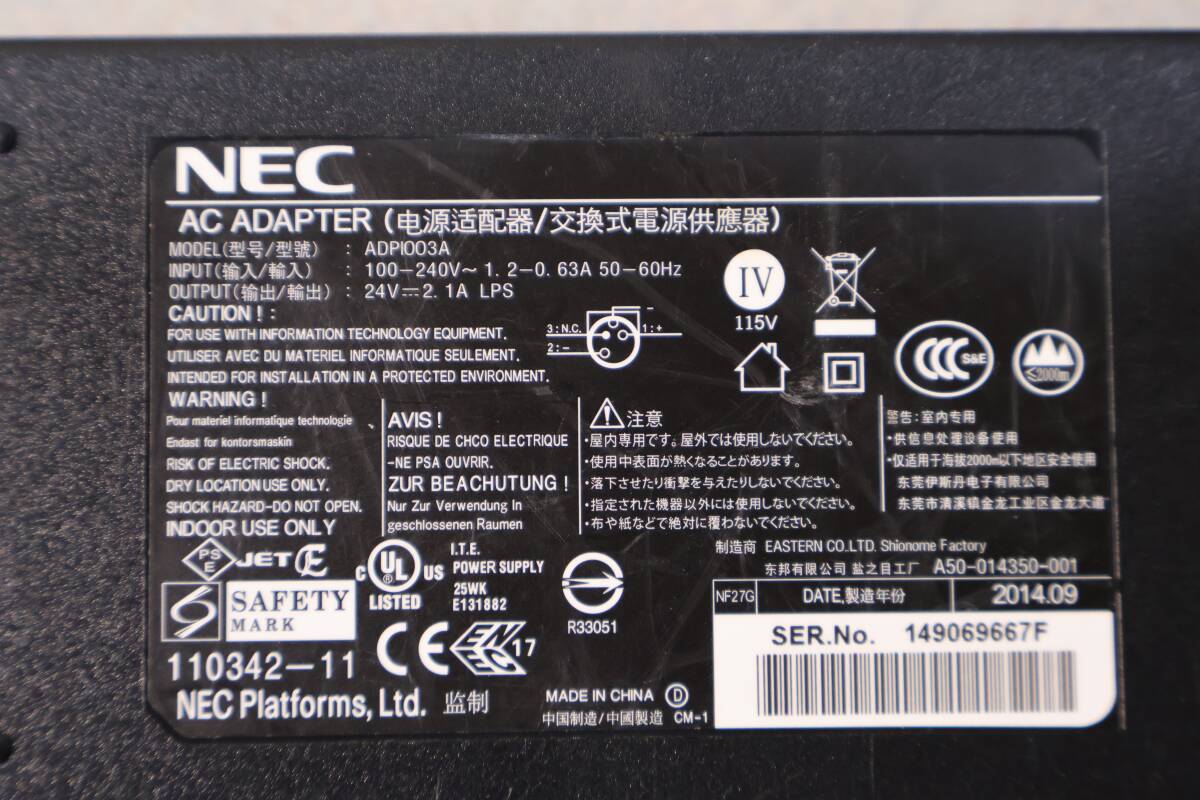 NEC
AC ADAPTER (电源适配器/交換式電源供應器)
MODEL(型号/型號) : ADPI003A
INPUT(输入/輸入) : 100-240V~ 1.2-0.63A 50-60Hz
OUTPUT(输出/輸出) : 24V⎓2.1A LPS
CAUTION!:
FOR USE WITH INFORMATION TECHNOLOGY EQUIPMENT.
UTILISER AVEC DU MATERIEL INFORMATIQUE SEULEMENT.
INTENDED FOR INSTALLATION IN A PROTECTED ENVIRONMENT.
3:N.C.
2:-
-
1:+
IV
115V
CCC S&E
≤2000m
WARNING!
Pour materiel informatique technologie 、
Endast for kontorsmaskin
RISK OF ELECTRIC SHOCK.
DRY LOCATION USE ONLY.
SHOCK HAZARD-DO NOT OPEN.
INDOOR USE ONLY
AVIS!
RISQUE DE CHCO ELECTRIQUE
-NE PSA OUVRIR.
ZUR BEACHUTUNG!
Nur Zur Verwendung In
geschlossenen Raumen
⚠注意
・屋内専用です。屋外では使用しないでください。
・使用中表面が熱くなることがあります。
・落下させたり衝撃を与えたりしないでください。
・指定された機器以外には使用しないでください。
・布や紙などで絶対に覆わないでください。
警告:室内专用
・供信息处理设备使用
・仅适用于海拔2000m以下地区安全使用
东莞伊斯丹电子有限公司
东莞市清溪镇金龙工业区金龙大道
制造商 EASTERN CO.LTD. Shionome Factory
东邦有限公司 盐之目工厂 A50-014350-001
NF27G DATE,製造年份 2014.09
SER.No. 149069667F
PSE JET
C UL US
LISTED
I.T.E.
POWER SUPPLY
25WK
E131882
R33051
SAFETY
MARK
110342-11
CE ENEC 17
NEC Platforms, Ltd. 监制
MADE IN CHINA Ⓓ
中国制造/中國製造 CM-1